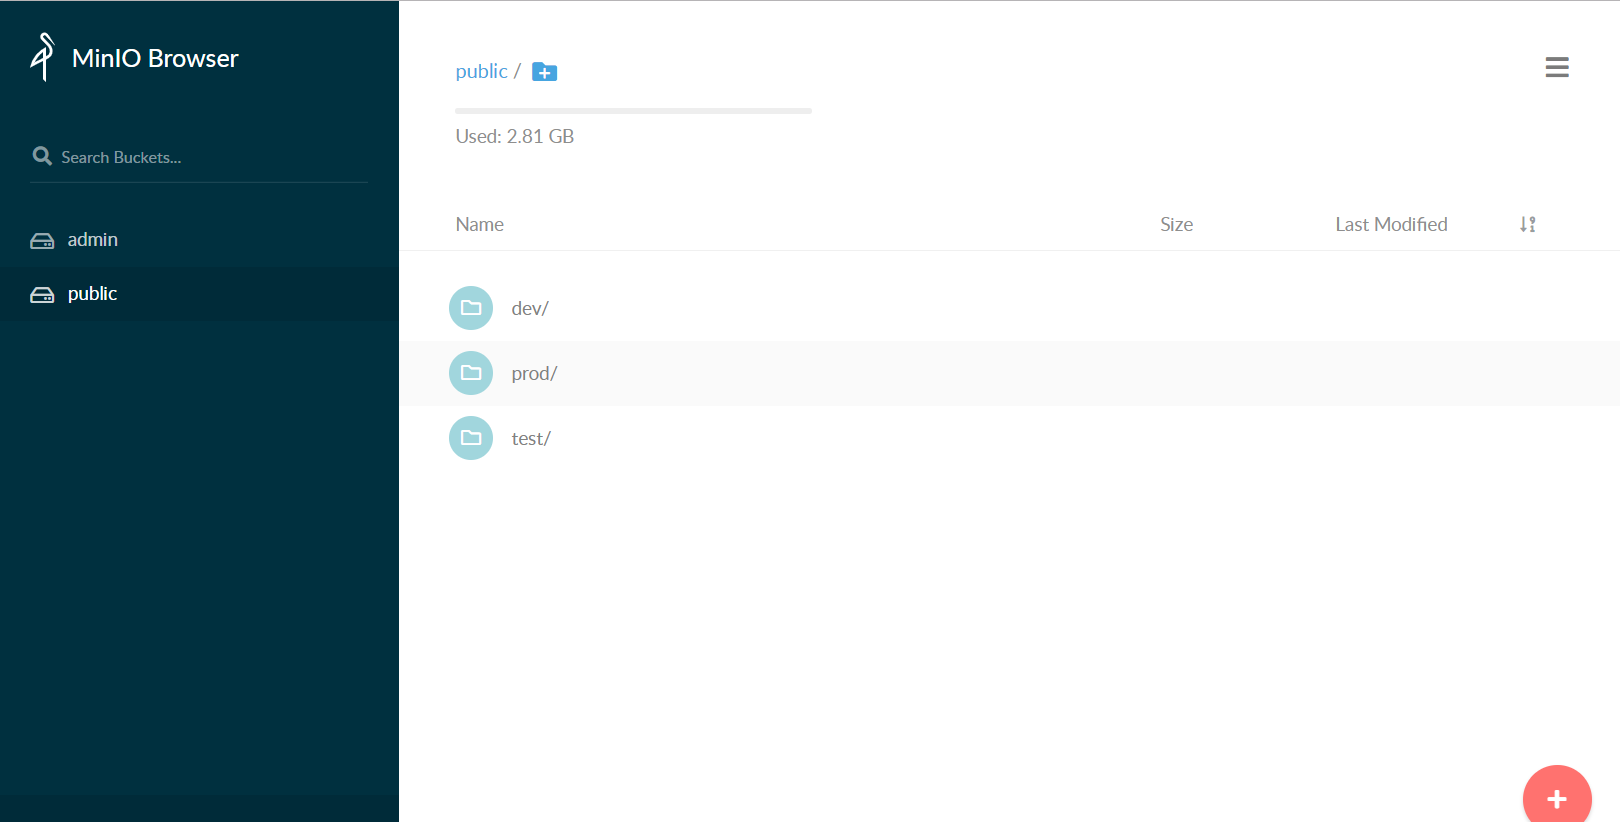 MinIO Browser
Search Buckets...
admin
public
public /
Used: 2.81 GB
Name Size Last Modified
dev/
prod/
test/